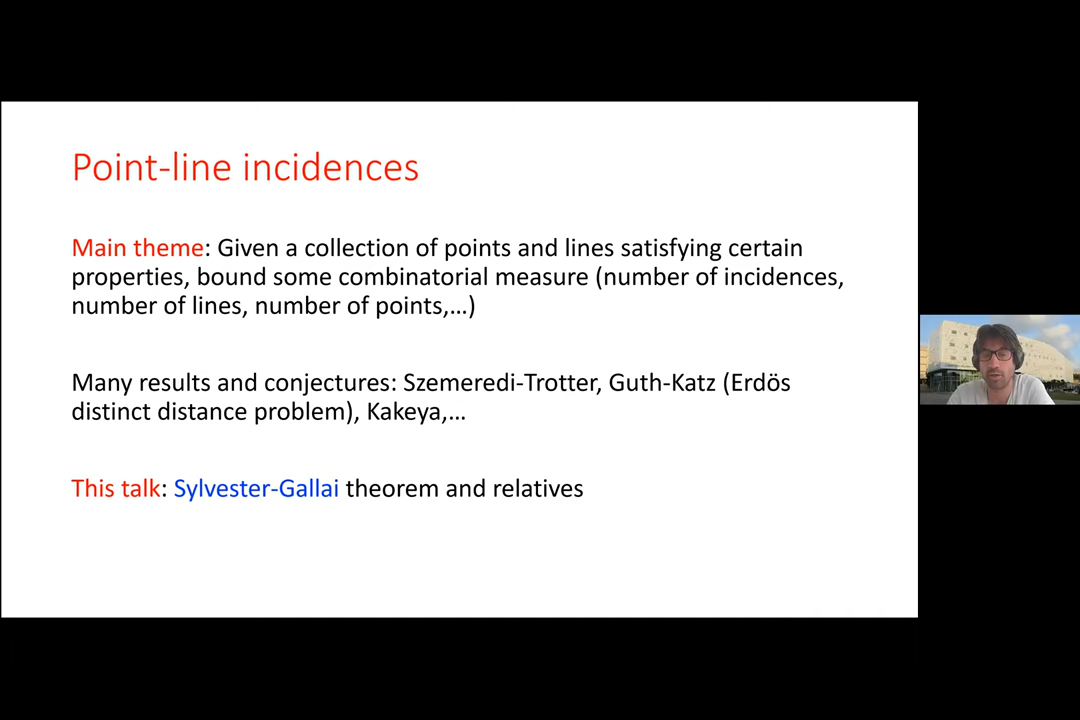 Point-line incidences
Main theme: Given a collection of points and lines satisfying certain
properties, bound some combinatorial measure (number of incidences,
number of lines, number of points,...)
Many results and conjectures: Szemeredi-Trotter, Guth-Katz (Erdös
distinct distance problem), Kakeya,...
This talk: Sylvester-Gallai theorem and relatives